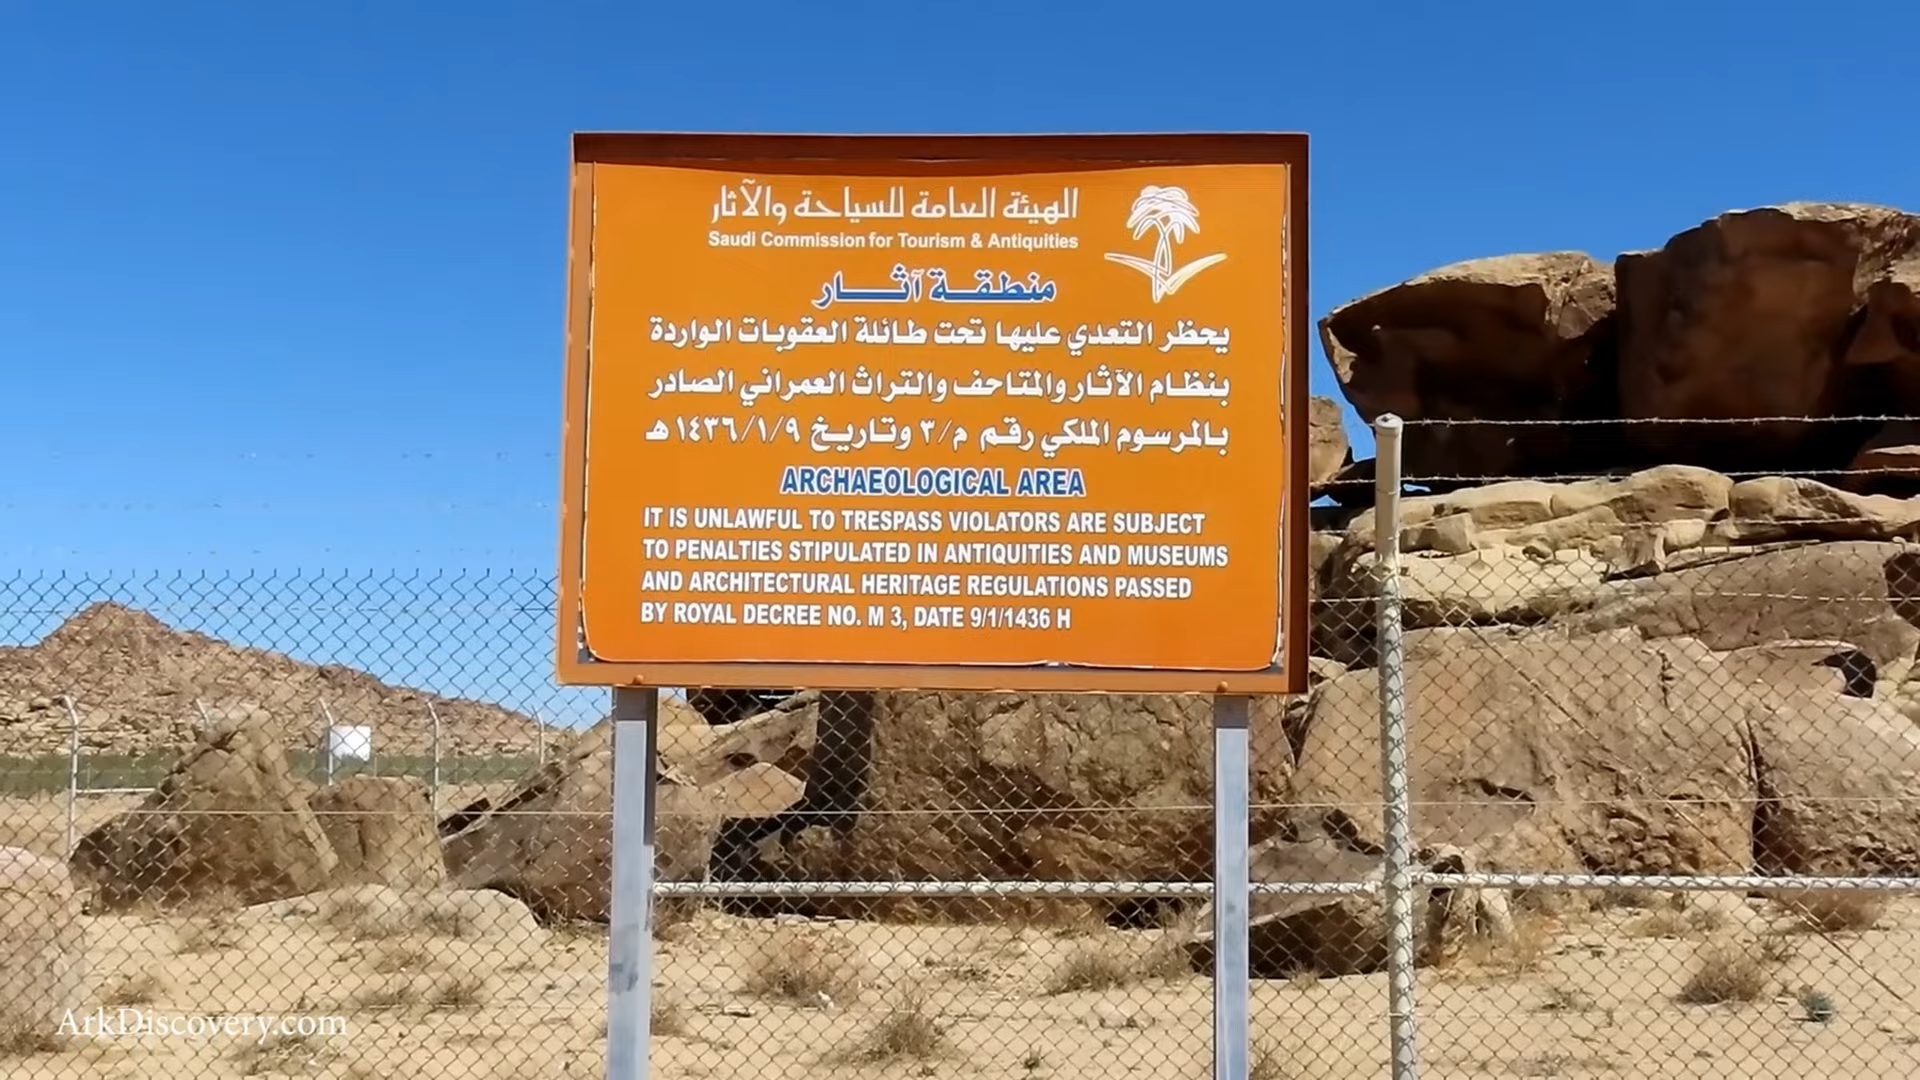 الهيئة العامة للسياحة والآثار
Saudi Commission for Tourism & Antiquities
منطقـة آثـــار
يحظر التعدي عليها تحت طائلة العقوبات الواردة
بنظام الآثار والمتاحف والتراث العمراني الصادر
بالمرسوم الملكي رقم م/٣ وتاريخ ١٤٣٦/١/٩ هـ
ARCHAEOLOGICAL AREA
IT IS UNLAWFUL TO TRESPASS VIOLATORS ARE SUBJECT
TO PENALTIES STIPULATED IN ANTIQUITIES AND MUSEUMS
AND ARCHITECTURAL HERITAGE REGULATIONS PASSED
BY ROYAL DECREE NO. M 3, DATE 9/1/1436 H
ArkDiscovery.com